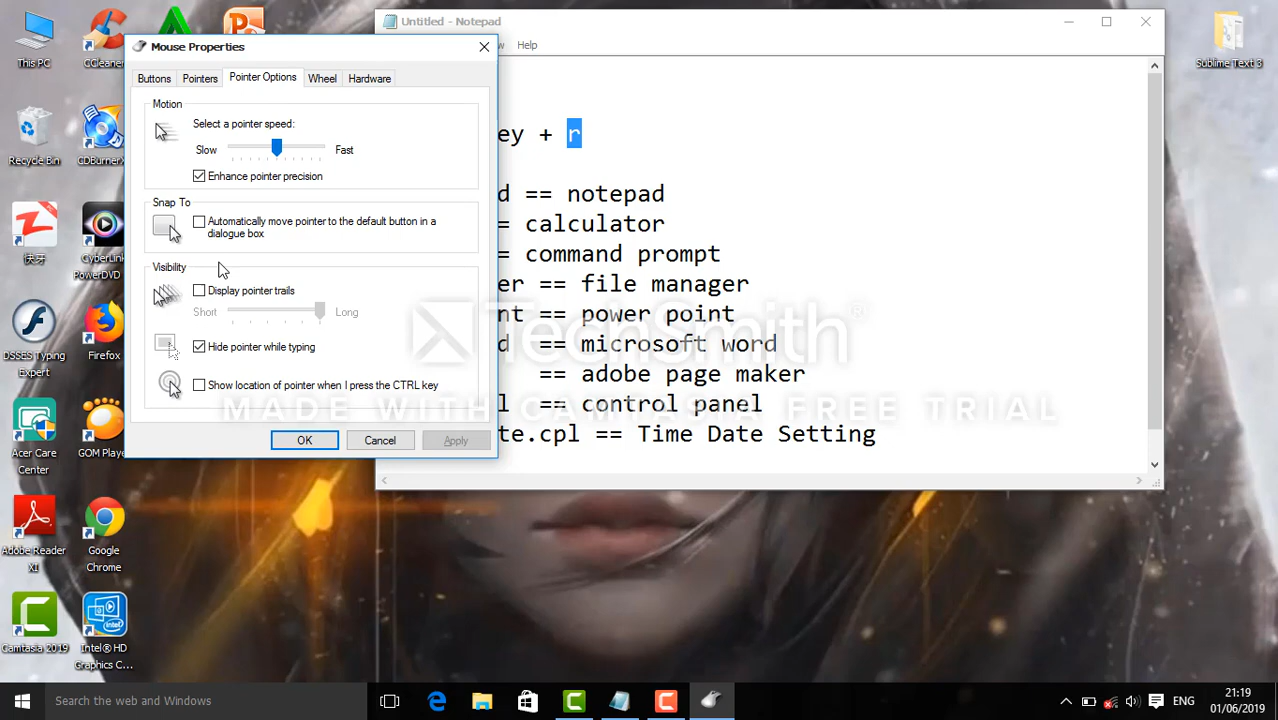 This PC
CCleaner
Recycle Bin
CDBurnerX
快牙
CyberLink
PowerDVD
DSSES Typing
Expert
Firefox
Acer Care
Center
GOM Playe
Adobe Reader
XI
Google
Chrome
Camtasia 2019
Intel® HD
Graphics C...
Sublime Text 3
Mouse Properties
Buttons Pointers Pointer Options Wheel Hardware
Motion
Select a pointer speed:
Slow Fast
Enhance pointer precision
Snap To
Automatically move pointer to the default button in a
dialogue box
Visibility
Display pointer trails
Short Long
Hide pointer while typing
Show location of pointer when I press the CTRL key
OK Cancel Apply
Untitled - Notepad
w Help
ey + r
d == notepad
= calculator
= command prompt
er == file manager
nt == power point
d == microsoft word
== adobe page maker
l == control panel
te.cpl == Time Date Setting
TechSmith®
MADE WITH CAMTASIA FREE TRIAL
Search the web and Windows
ENG
21:19
01/06/2019